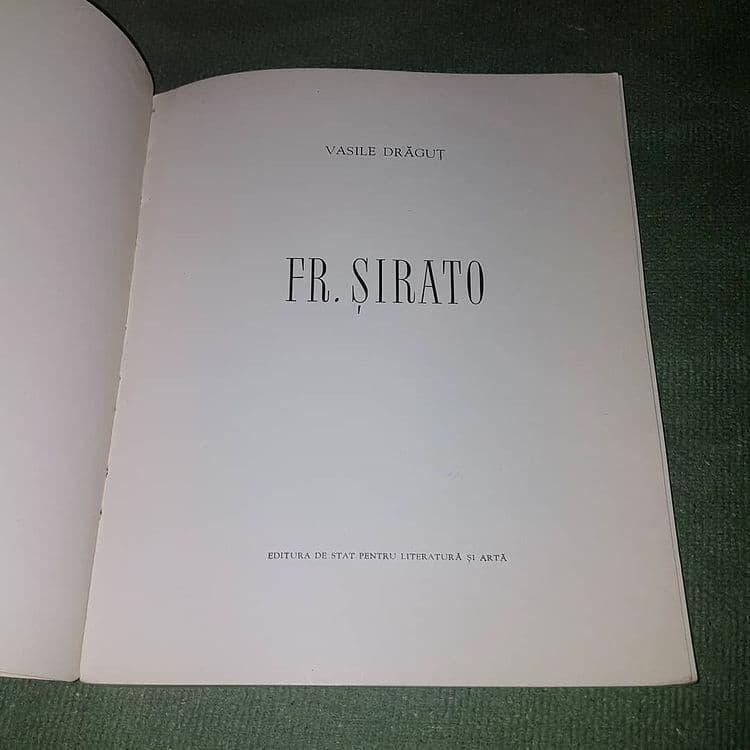 VASILE DRĂGUȚ
FR. ȘIRATO
EDITURA DE STAT PENTRU LITERATURĂ ȘI ARTĂ